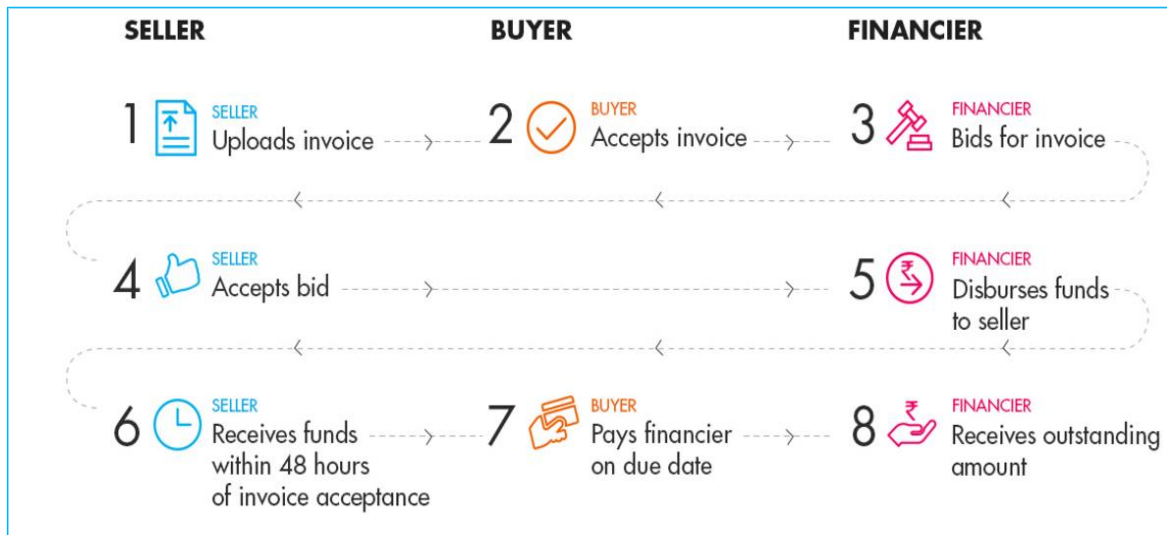 SELLER
BUYER
FINANCIER
1
SELLER
Uploads invoice
2
BUYER
Accepts invoice
3
FINANCIER
Bids for invoice
4
SELLER
Accepts bid
5
₹
FINANCIER
Disburses funds
to seller
6
SELLER
Receives funds
within 48 hours
of invoice acceptance
7
BUYER
Pays financier
on due date
8
₹
FINANCIER
Receives outstanding
amount